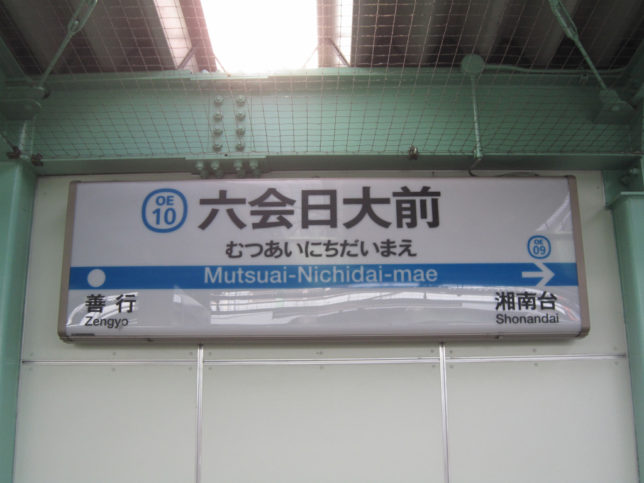 OE
10
六会日大前
むつあいにちだいまえ
Mutsuai-Nichidai-mae
OE
09
善行
Zengyo
湘南台
Shonandai